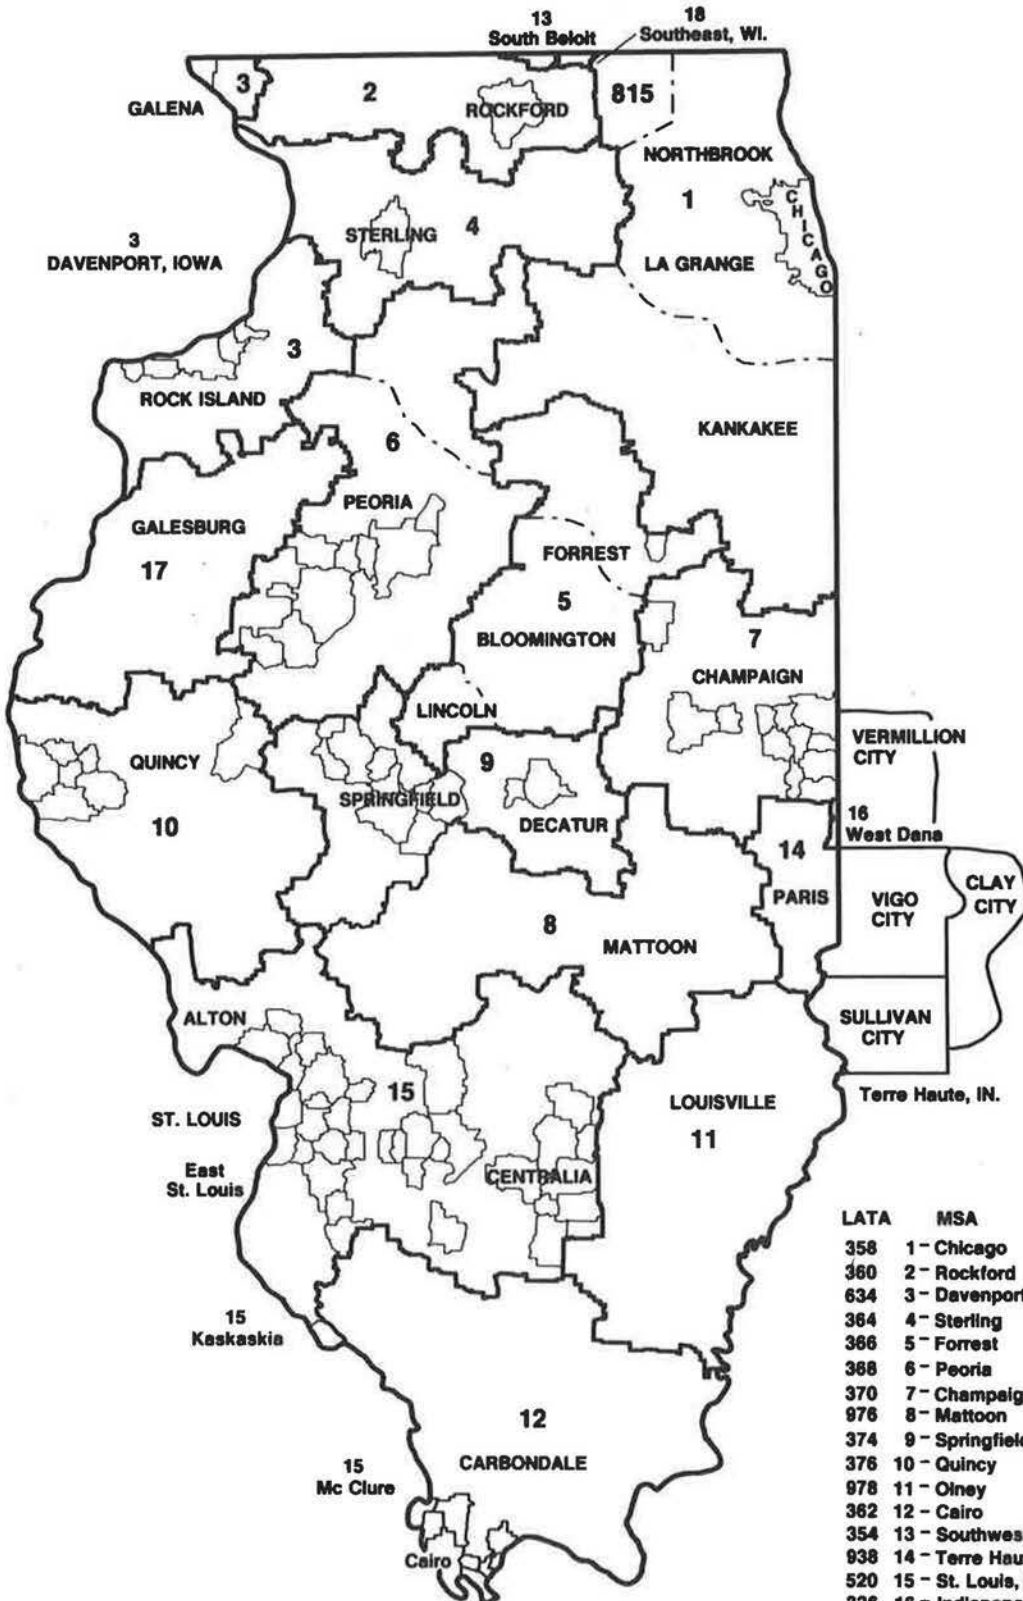 13
South Beloit
18
Southeast, WI.
3
2
815
GALENA
ROCKFORD
NORTHBROOK
1
CHICAGO
STERLING
4
3
DAVENPORT, IOWA
LA GRANGE
3
ROCK ISLAND
KANKAKEE
6
PEORIA
GALESBURG
17
FORREST
5
BLOOMINGTON
7
CHAMPAIGN
LINCOLN
VERMILLION
CITY
QUINCY
9
SPRINGFIELD
10
DECATUR
16
West Dana
14
PARIS
VIGO
CITY
CLAY
CITY
8
MATTOON
ALTON
SULLIVAN
CITY
Terre Haute, IN.
15
LOUISVILLE
11
ST. LOUIS
East
St. Louis
CENTRALIA
LATA MSA
358 1 - Chicago
360 2 - Rockford
634 3 - Davenport
364 4 - Sterling
366 5 - Forrest
368 6 - Peoria
370 7 - Champaig
976 8 - Mattoon
374 9 - Springfiel
376 10 - Quincy
978 11 - Olney
362 12 - Cairo
354 13 - Southwes
938 14 - Terre Hau
520 15 - St. Louis,
15
Kaskaskia
12
CARBONDALE
15
Mc Clure
Cairo